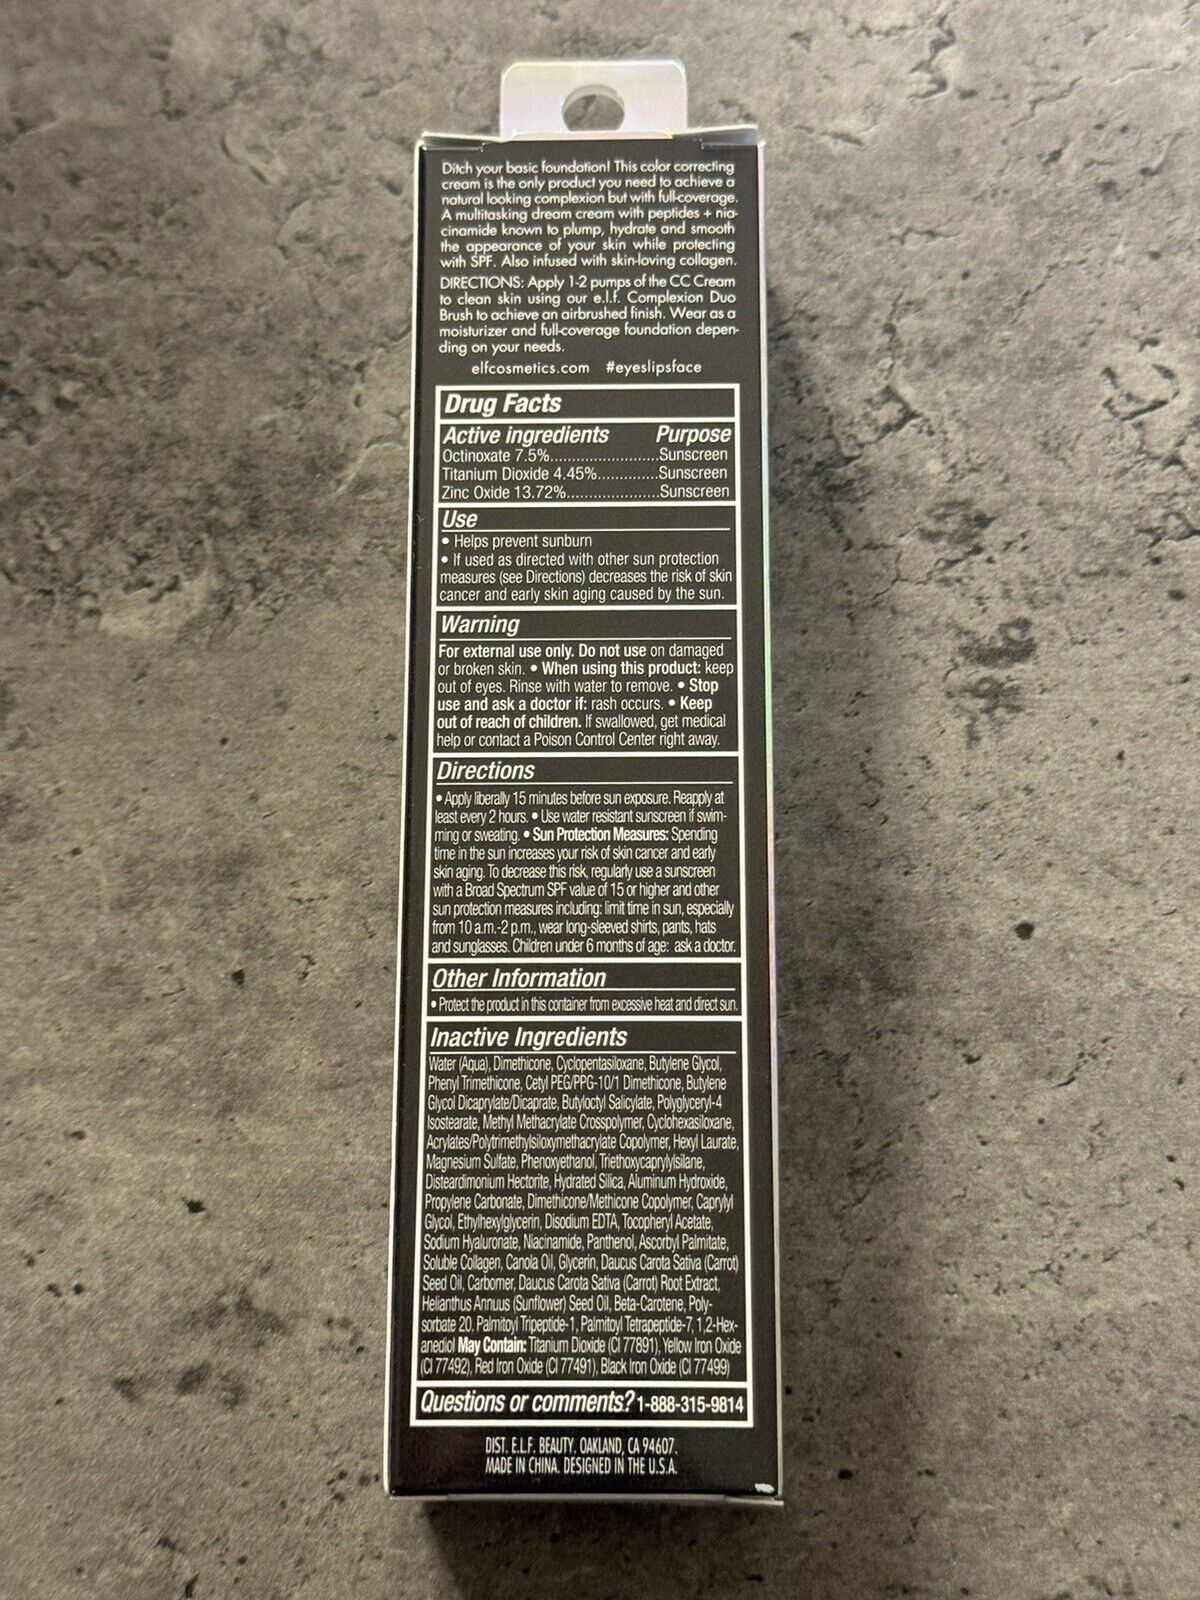 Ditch your basic foundation! This color correcting
cream is the only product you need to achieve a
natural looking complexion but with full-coverage.
A multitasking dream cream with peptides + nia-
cinamide known to plump, hydrate and smooth
the appearance of your skin while protecting
with SPF. Also infused with skin-loving collagen.
DIRECTIONS: Apply 1-2 pumps of the CC Cream
to clean skin using our e.l.f. Complexion Duo
Brush to achieve an airbrushed finish. Wear as a
moisturizer and full-coverage foundation depen-
ding on your needs.
elfcosmetics.com #eyeslipsface
Drug Facts
Active ingredients Purpose
Octinoxate 7.5%........................Sunscreen
Titanium Dioxide 4.45%..............Sunscreen
Zinc Oxide 13.72%.....................Sunscreen
Use
• Helps prevent sunburn
• If used as directed with other sun protection
measures (see Directions) decreases the risk of skin
cancer and early skin aging caused by the sun.
Warning
For external use only. Do not use on damaged
or broken skin. • When using this product: keep
out of eyes. Rinse with water to remove. • Stop
use and ask a doctor if: rash occurs. • Keep
out of reach of children. If swallowed, get medical
help or contact a Poison Control Center right away.
Directions
• Apply liberally 15 minutes before sun exposure. Reapply at
least every 2 hours. • Use water resistant sunscreen if swim-
ming or sweating. • Sun Protection Measures: Spending
time in the sun increases your risk of skin cancer and early
skin aging. To decrease this risk, regularly use a sunscreen
with a Broad Spectrum SPF value of 15 or higher and other
sun protection measures including: limit time in sun, especially
from 10 a.m.-2 p.m., wear long-sleeved shirts, pants, hats
and sunglasses. Children under 6 months of age: ask a doctor.
Other Information
• Protect the product in this container from excessive heat and direct sun.
Inactive Ingredients
Water (Aqua), Dimethicone, Cyclopentasiloxane, Butylene Glycol,
Phenyl Trimethicone, Cetyl PEG/PPG-10/1 Dimethicone, Butylene
Glycol Dicaprylate/Dicaprate, Butyloctyl Salicylate, Polyglyceryl-4
Isostearate, Methyl Methacrylate Crosspolymer, Cyclohexasiloxane,
Acrylates/Polytrimethylsiloxymethacrylate Copolymer, Hexyl Laurate,
Magnesium Sulfate, Phenoxyethanol, Triethoxycaprylylsilane,
Disteardimonium Hectorite, Hydrated Silica, Aluminum Hydroxide,
Propylene Carbonate, Dimethicone/Methicone Copolymer, Caprylyl
Glycol, Ethylhexylglycerin, Disodium EDTA, Tocopheryl Acetate,
Sodium Hyaluronate, Niacinamide, Panthenol, Ascorbyl Palmitate,
Soluble Collagen, Canola Oil, Glycerin, Daucus Carota Sativa (Carrot)
Seed Oil, Carbomer, Daucus Carota Sativa (Carrot) Root Extract,
Helianthus Annuus (Sunflower) Seed Oil, Beta-Carotene, Poly-
sorbate 20, Palmitoyl Tripeptide-1, Palmitoyl Tetrapeptide-7, 1,2-Hex-
anediol May Contain: Titanium Dioxide (CI 77891), Yellow Iron Oxide
(CI 77492), Red Iron Oxide (CI 77491), Black Iron Oxide (CI 77499)
Questions or comments? 1-888-315-9814
DIST. E.L.F. BEAUTY. OAKLAND, CA 94607.
MADE IN CHINA. DESIGNED IN THE U.S.A.